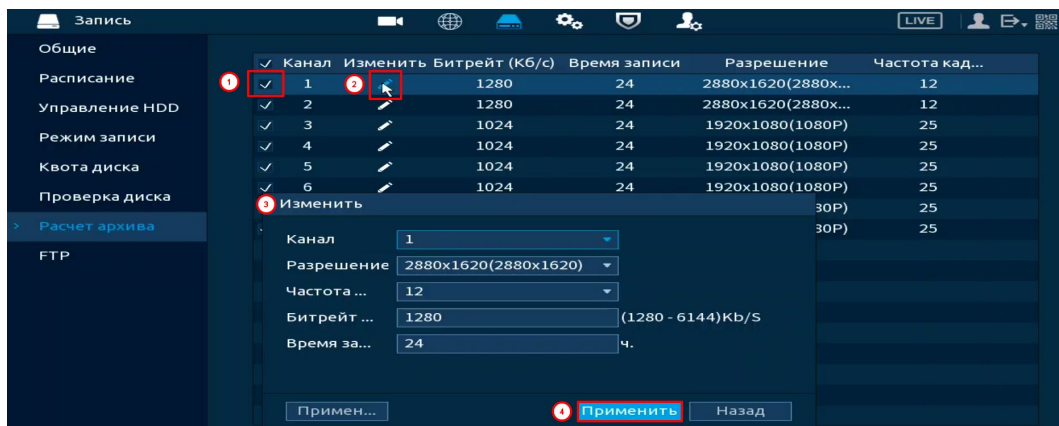 Запись LIVE
Общие
Расписание
Управление HDD
Режим записи
Квота диска
Проверка диска
Расчет архива
FTP
Канал Изменить Битрейт (Кб/с) Время записи Разрешение Частота кад...
1 1 2 1280 24 2880x1620(2880x... 12
2 1280 24 2880x1620(2880x... 12
3 1024 24 1920x1080(1080P) 25
4 1024 24 1920x1080(1080P) 25
5 1024 24 1920x1080(1080P) 25
6 1024 24 1920x1080(1080P) 25
30P) 25
30P) 25
3 Изменить
Канал 1
Разрешение 2880x1620(2880x1620)
Частота ... 12
Битрейт ... 1280 (1280 - 6144)Kb/S
Время за... 24 ч.
Примен... 4 Применить Назад